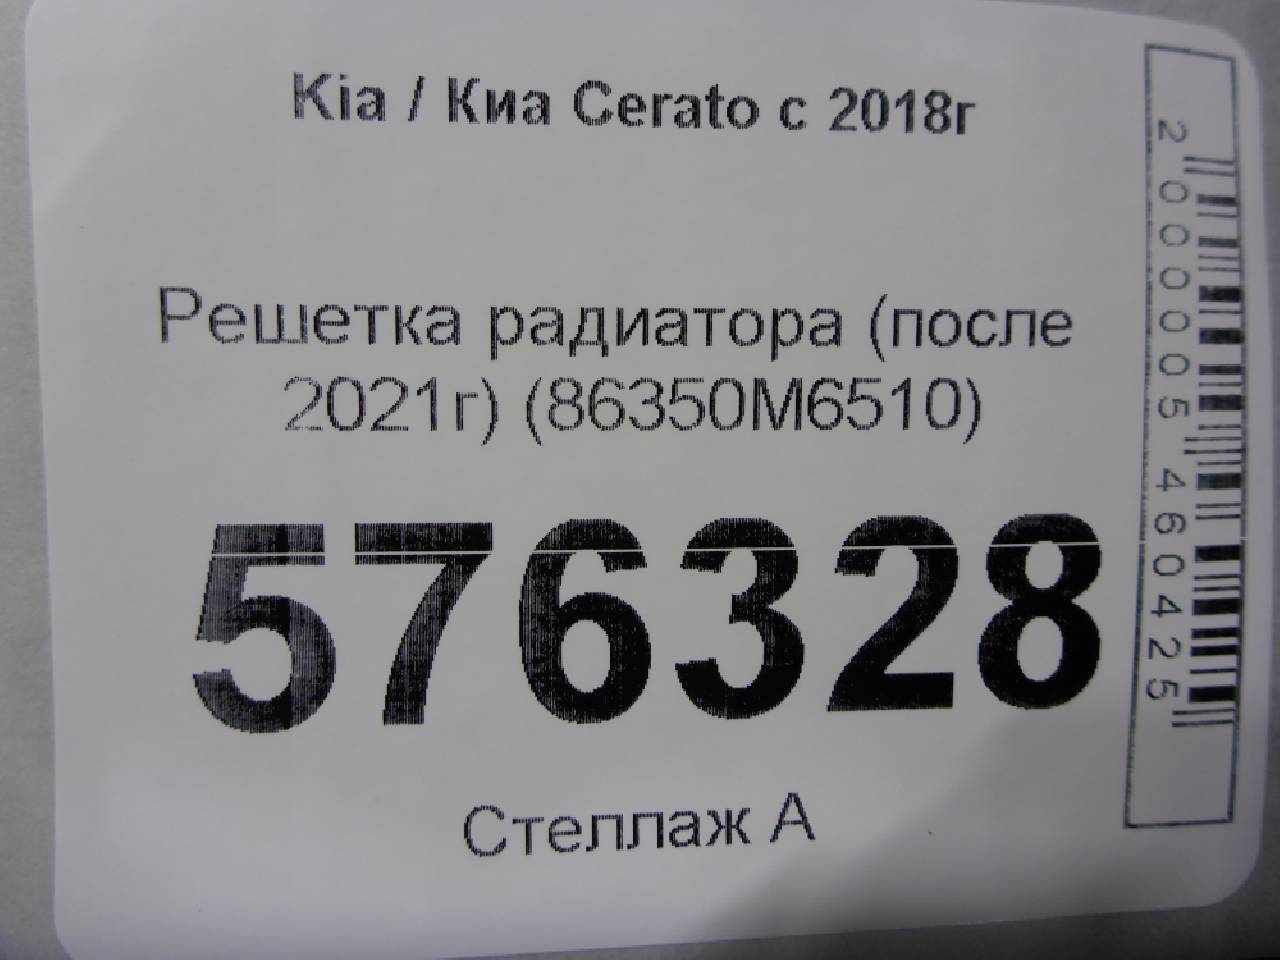 Kia / Киа Cerato с 2018г
Решетка радиатора (после
2021г) (86350M6510)
576328
Стеллаж А
2000005460425